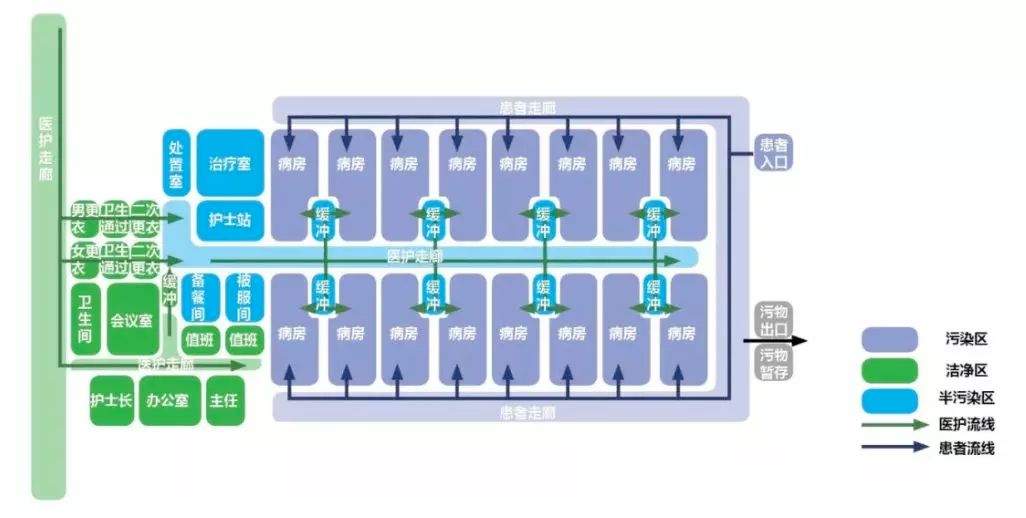 医护走廊
患者走廊
处置室
治疗室
病房
病房
病房
病房
病房
病房
病房
病房
患者
入口
男更衣
卫生通过
二次更衣
护士站
缓冲
缓冲
缓冲
缓冲
女更衣
卫生通过
二次更衣
医护走廊
缓冲
备餐间
被服间
缓冲
缓冲
缓冲
缓冲
卫生间
会议室
值班
值班
病房
病房
病房
病房
病房
病房
病房
病房
污物
出口
污物
暂存
医护走廊
护士长
办公室
主任
患者走廊
污染区
洁净区
半污染区
医护流线
患者流线